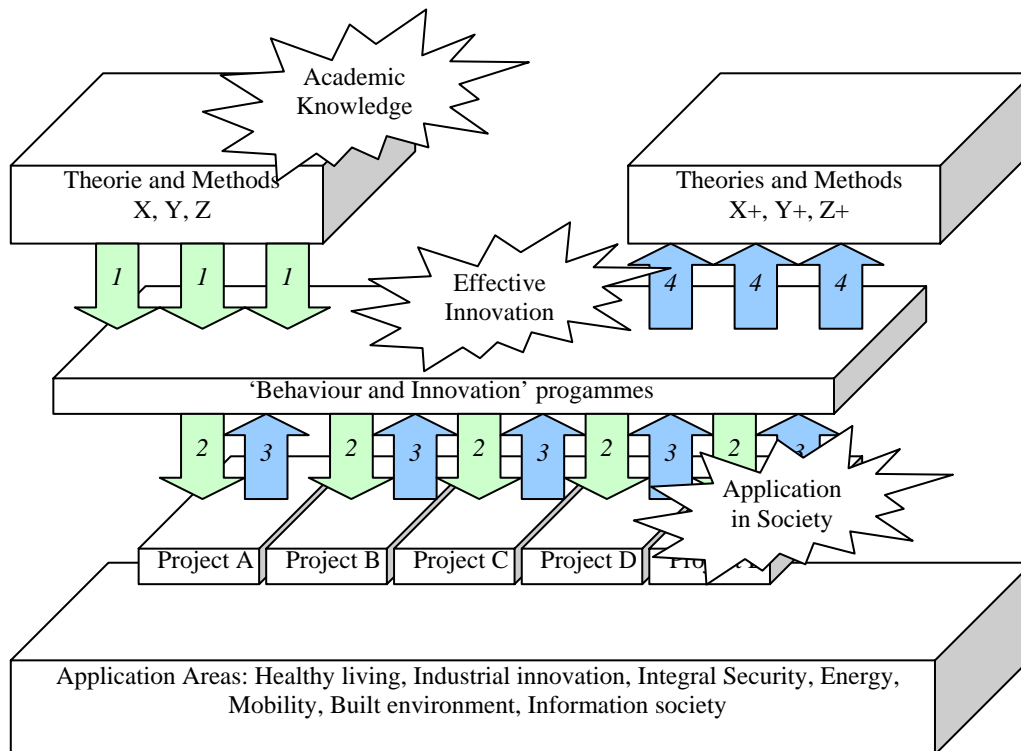 Academic
Knowledge
Theorie and Methods
X, Y, Z
Theories and Methods
X+, Y+, Z+
1
1
1
Effective
Innovation
4
4
4
‘Behaviour and Innovation’ progammes
2
3
2
3
2
3
2
3
2
3
Application
in Society
Project A
Project B
Project C
Project D
Application Areas: Healthy living, Industrial innovation, Integral Security, Energy,
Mobility, Built environment, Information society